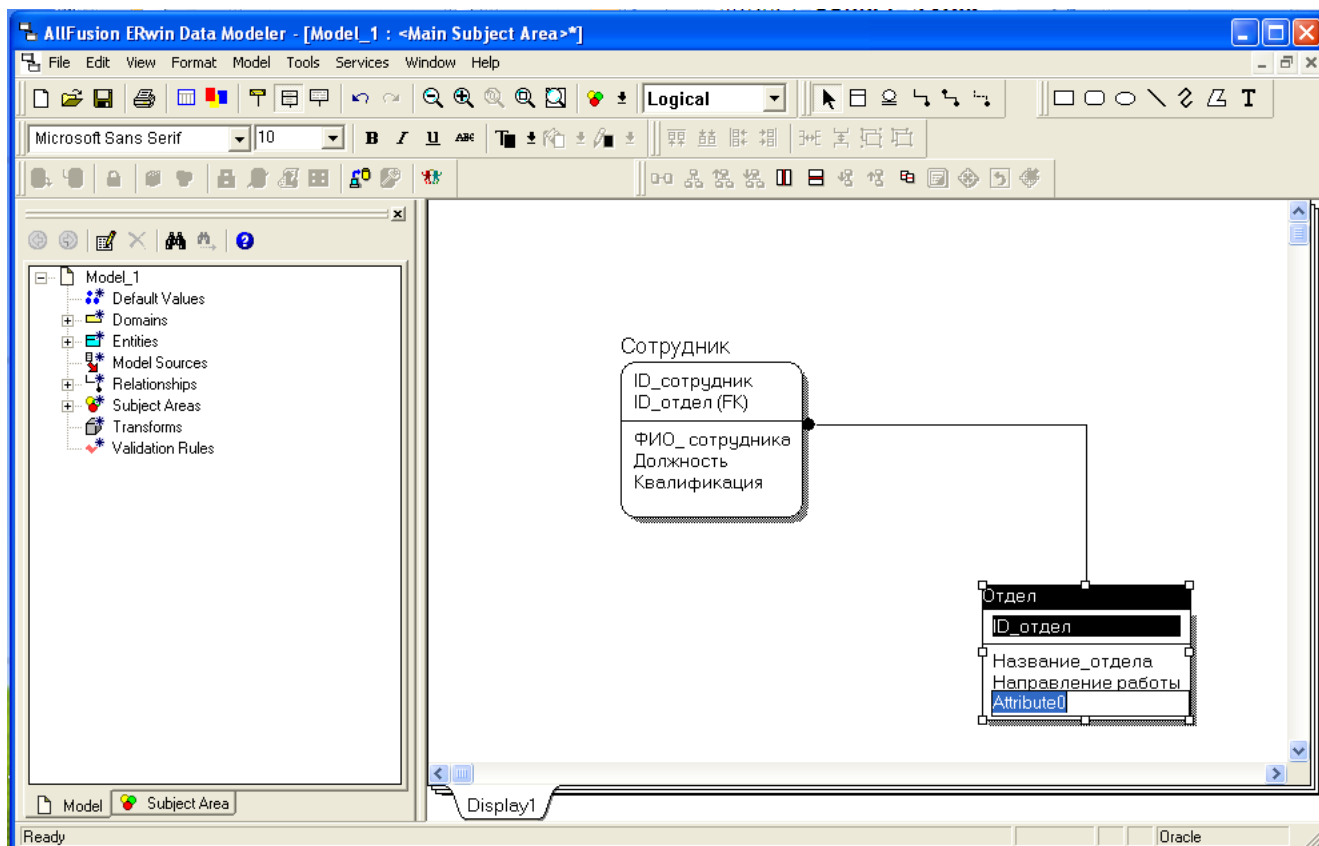 AllFusion ERwin Data Modeler - [Model_1 : <Main Subject Area>*]
File Edit View Format Model Tools Services Window Help
Logical
T
Microsoft Sans Serif 10 B I U ABC T
Model_1
Default Values
Domains
Entities
Model Sources
Relationships
Subject Areas
Transforms
Validation Rules
Сотрудник
ID_сотрудник
ID_отдел (FK)
ФИО_ сотрудника
Должность
Квалификация
Отдел
ID_отдел
Название_отдела
Направление работы
Attribute0
Model Subject Area
Display1
Ready Oracle